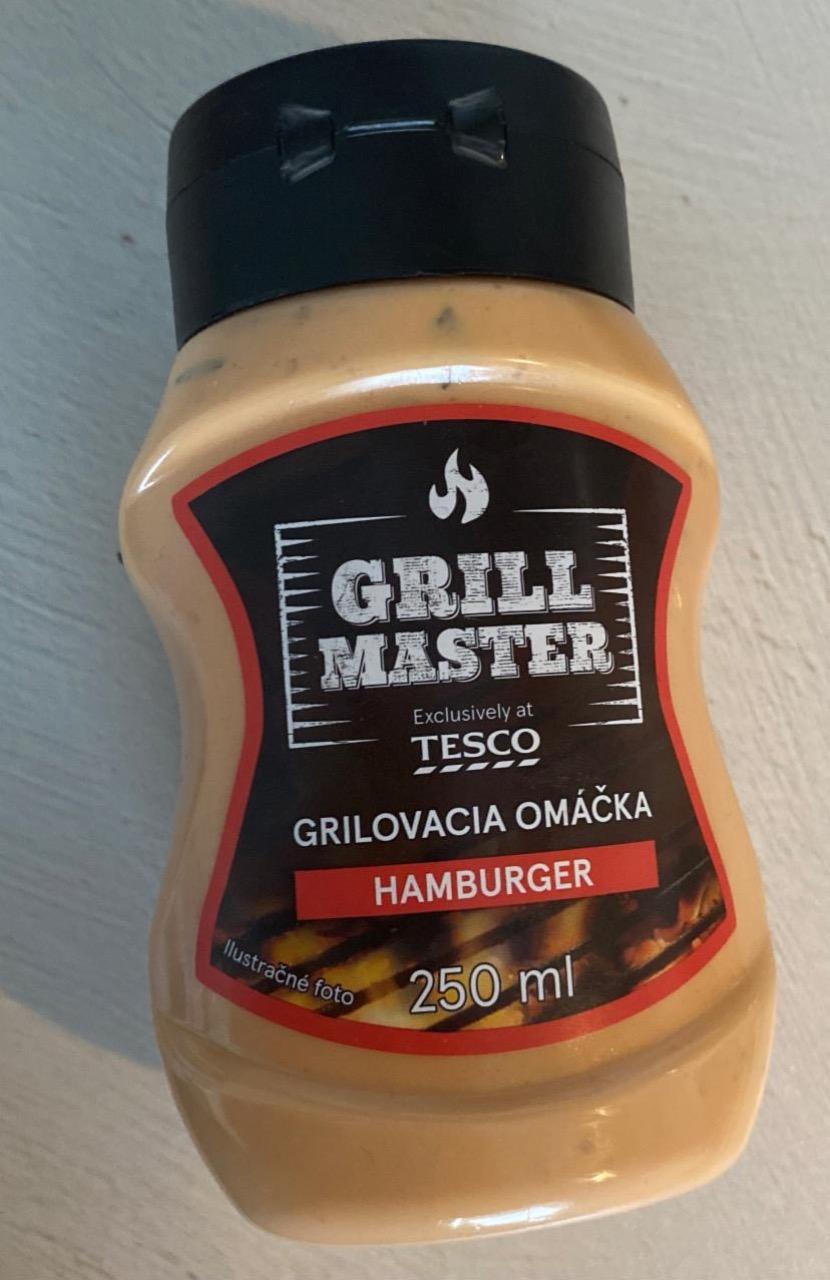 GRILL
MASTER
Exclusively at
TESCO
GRILOVACIA OMÁČKA
HAMBURGER
Ilustračné foto
250 ml